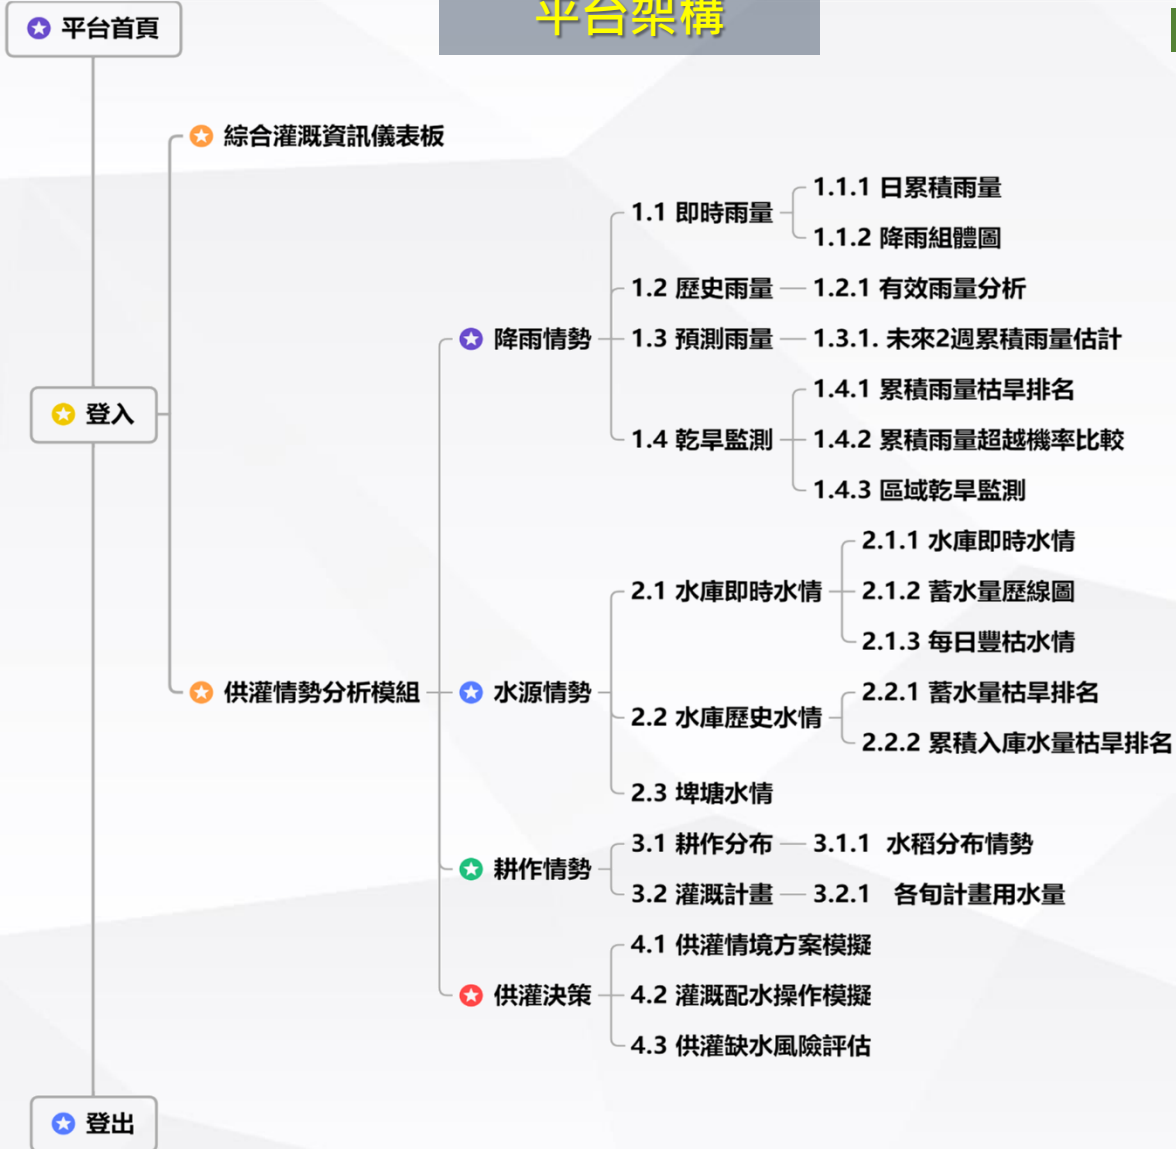 平台架構
平台首頁
綜合灌溉資訊儀表板
登入
供灌情勢分析模組
降雨情勢
1.1 即時雨量
1.1.1 日累積雨量
1.1.2 降雨組體圖
1.2 歷史雨量
1.2.1 有效雨量分析
1.3 預測雨量
1.3.1. 未來2週累積雨量估計
1.4 乾旱監測
1.4.1 累積雨量枯旱排名
1.4.2 累積雨量超越機率比較
1.4.3 區域乾旱監測
水源情勢
2.1 水庫即時水情
2.1.1 水庫即時水情
2.1.2 蓄水量歷線圖
2.1.3 每日豐枯水情
2.2 水庫歷史水情
2.2.1 蓄水量枯旱排名
2.2.2 累積入庫水量枯旱排名
2.3 埤塘水情
耕作情勢
3.1 耕作分布
3.1.1 水稻分布情勢
3.2 灌溉計畫
3.2.1 各旬計畫用水量
供灌決策
4.1 供灌情境方案模擬
4.2 灌溉配水操作模擬
4.3 供灌缺水風險評估
登出